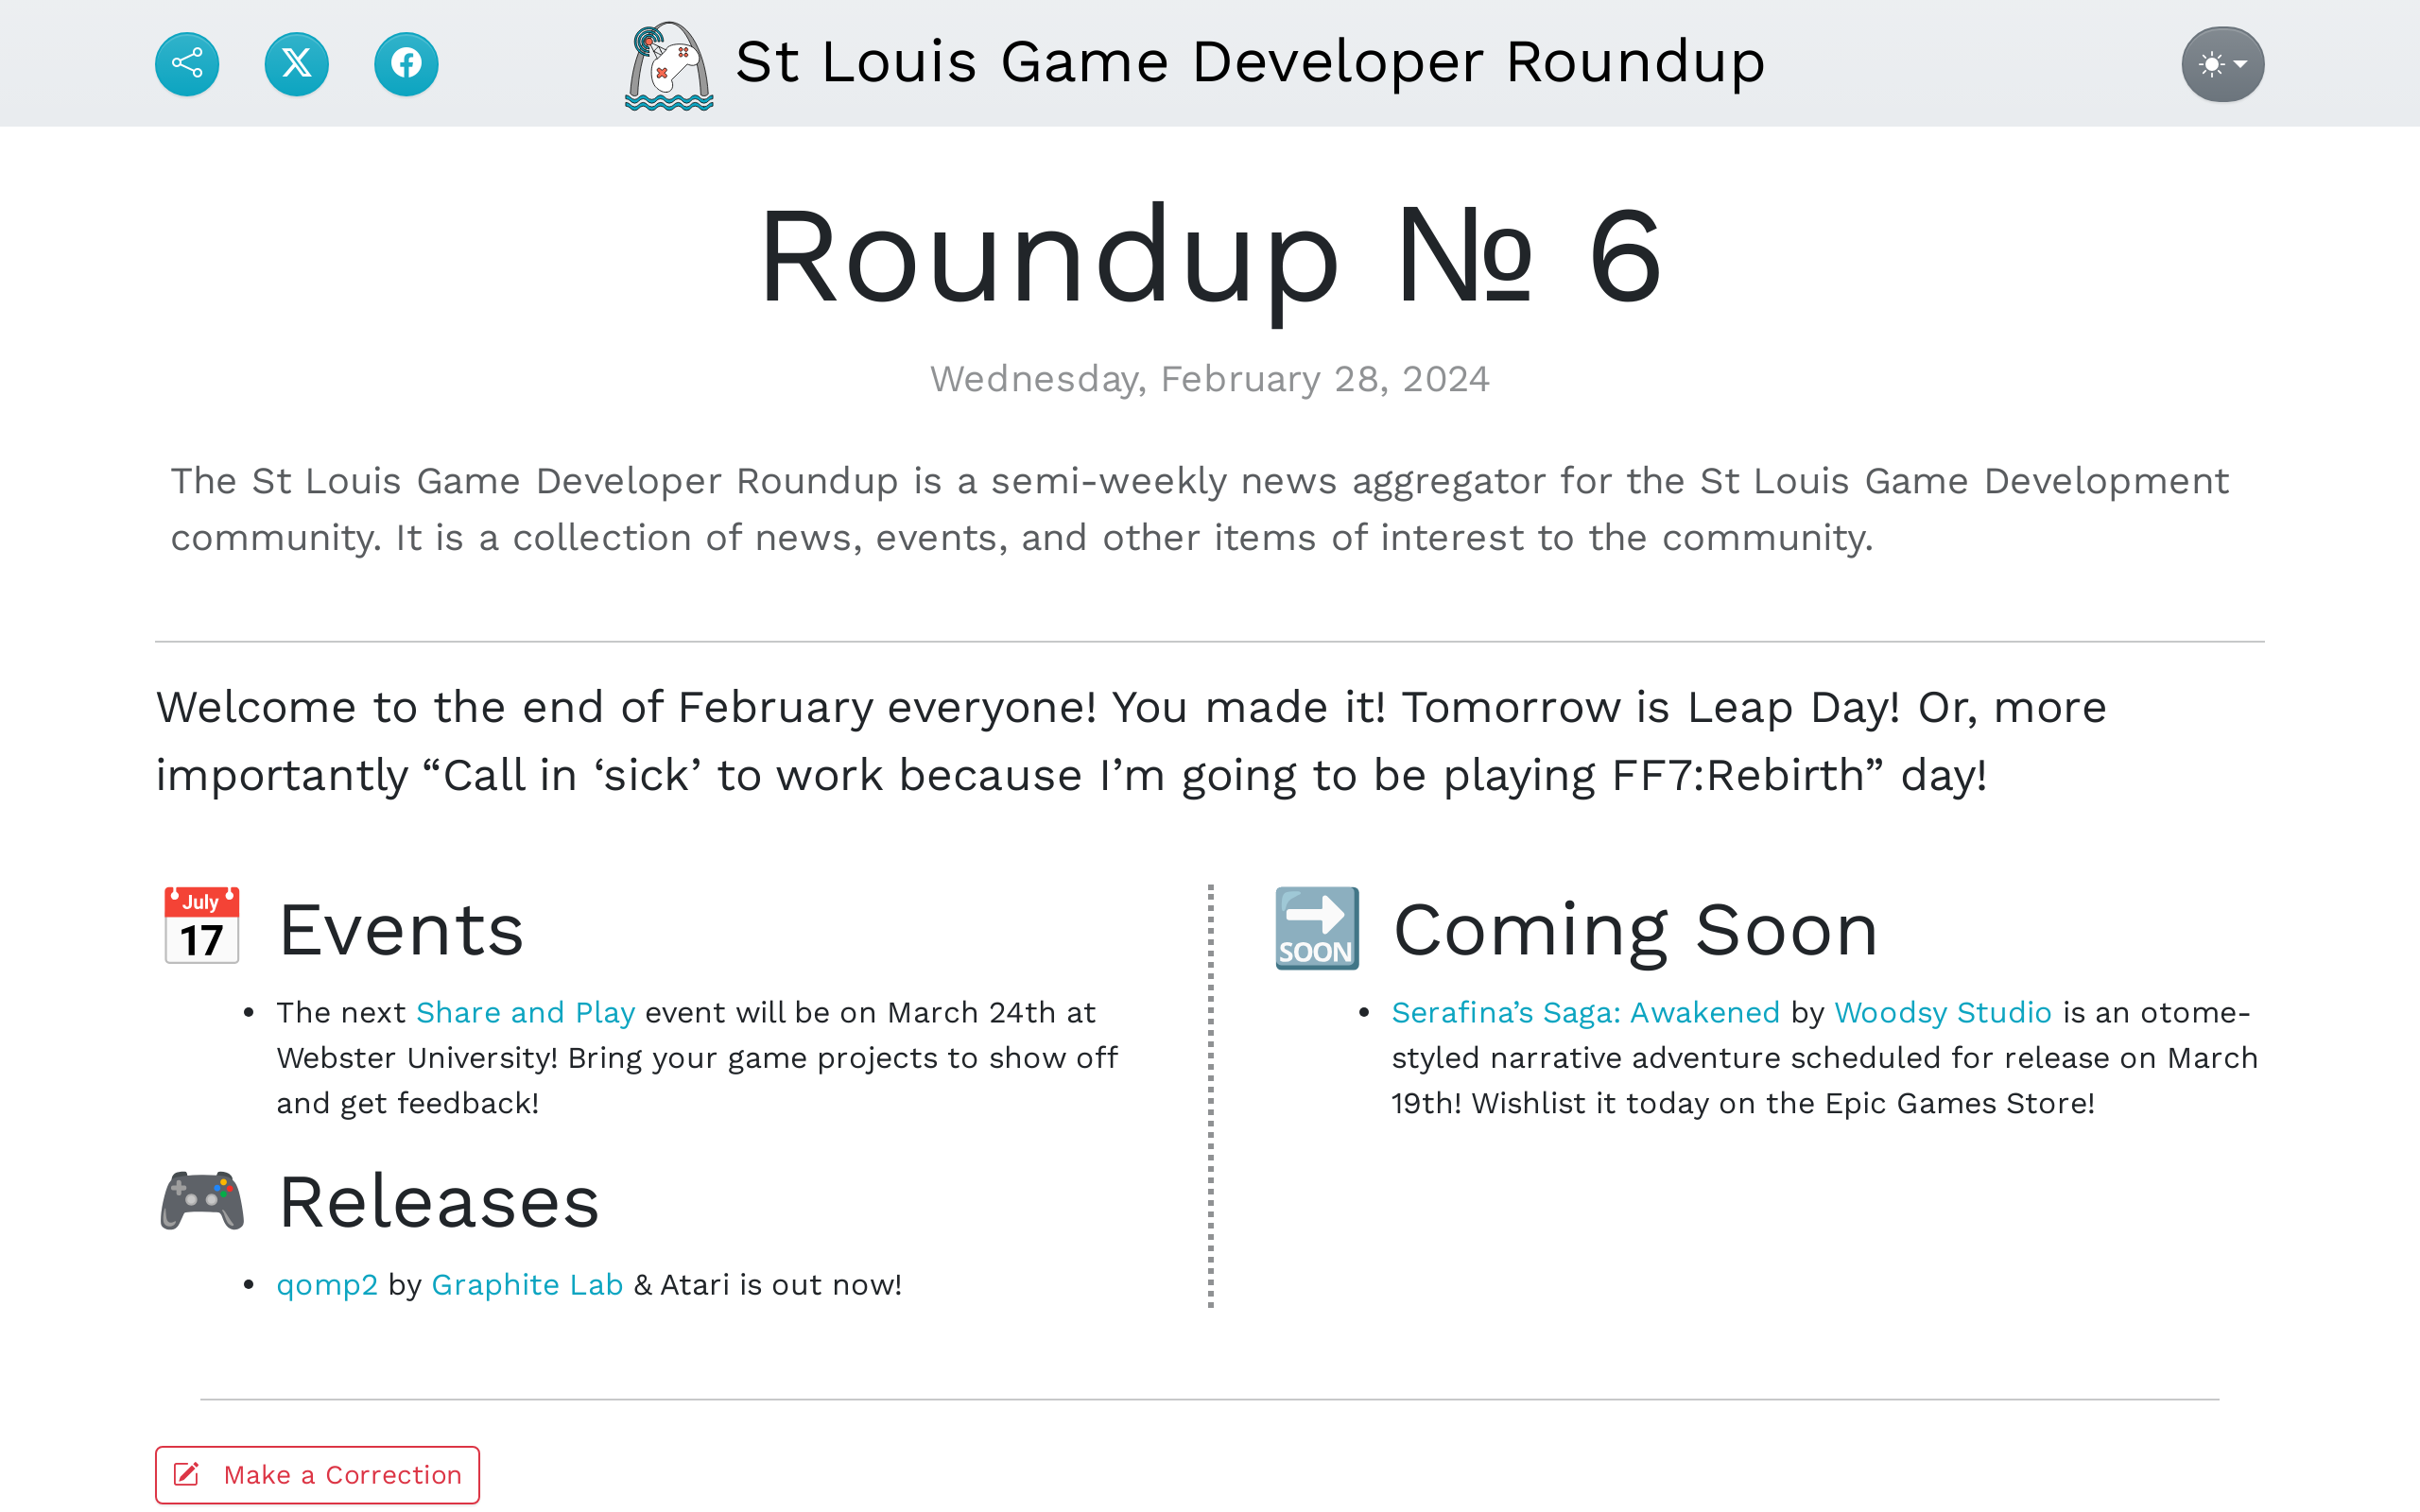 St Louis Game Developer Roundup
Roundup № 6
Wednesday, February 28, 2024
The St Louis Game Developer Roundup is a semi-weekly news aggregator for the St Louis Game Development
community. It is a collection of news, events, and other items of interest to the community.
Welcome to the end of February everyone! You made it! Tomorrow is Leap Day! Or, more
importantly “Call in ‘sick’ to work because I’m going to be playing FF7:Rebirth” day!
July
17
Events
The next Share and Play event will be on March 24th at
Webster University! Bring your game projects to show off
and get feedback!
Releases
qomp2 by Graphite Lab & Atari is out now!
SOON
Coming Soon
Serafina’s Saga: Awakened by Woodsy Studio is an otome-
styled narrative adventure scheduled for release on March
19th! Wishlist it today on the Epic Games Store!
Make a Correction